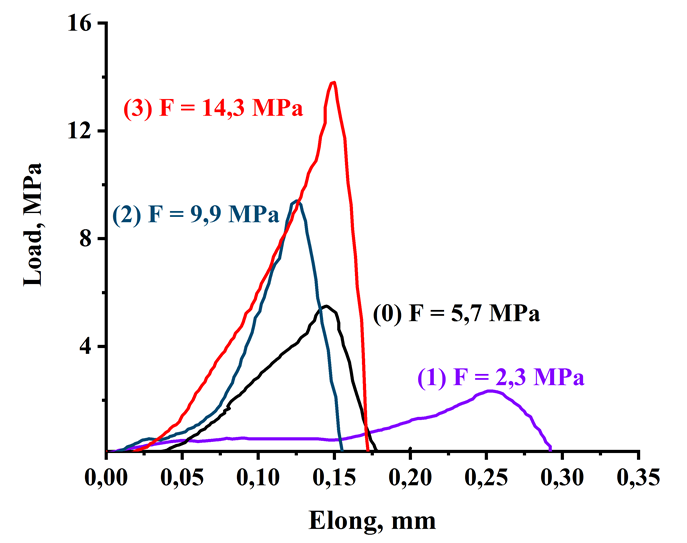 16
(3) F = 14,3 MPa
12
(2) F = 9,9 MPa
8
Load, MPa
(0) F = 5,7 MPa
4
(1) F = 2,3 MPa
0,00 0,05 0,10 0,15 0,20 0,25 0,30 0,35
Elong, mm